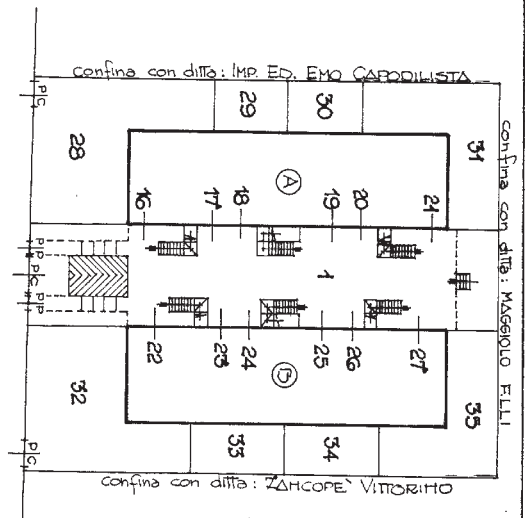 confina con ditta: IMP. ED. EMO CAPODILISTA
confina con ditta: MAGGIOLO F.LLI
29
30
28
31
A
16
17
18
19
20
21
1
P P
P C
P C
P P
P C
22
23
24
25
26
27
B
32
33
34
35
confina con ditta: ZANCOPE' VITTORINO